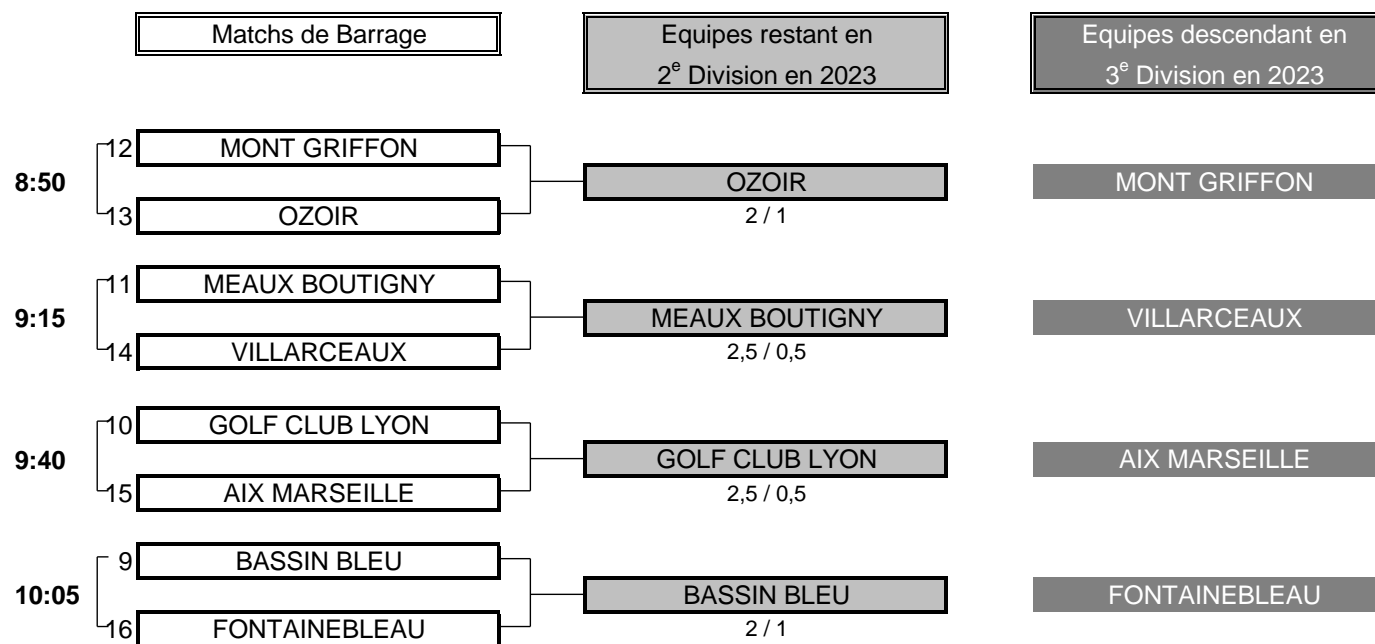 Matchs de Barrage
Equipes restant en
2e Division en 2023
Equipes descendant en
3e Division en 2023
12 MONT GRIFFON
8:50
OZOIR
MONT GRIFFON
13 OZOIR
2 / 1
11 MEAUX BOUTIGNY
9:15
MEAUX BOUTIGNY
VILLARCEAUX
14 VILLARCEAUX
2,5 / 0,5
10 GOLF CLUB LYON
9:40
GOLF CLUB LYON
AIX MARSEILLE
15 AIX MARSEILLE
2,5 / 0,5
9 BASSIN BLEU
10:05
BASSIN BLEU
FONTAINEBLEAU
16 FONTAINEBLEAU
2 / 1